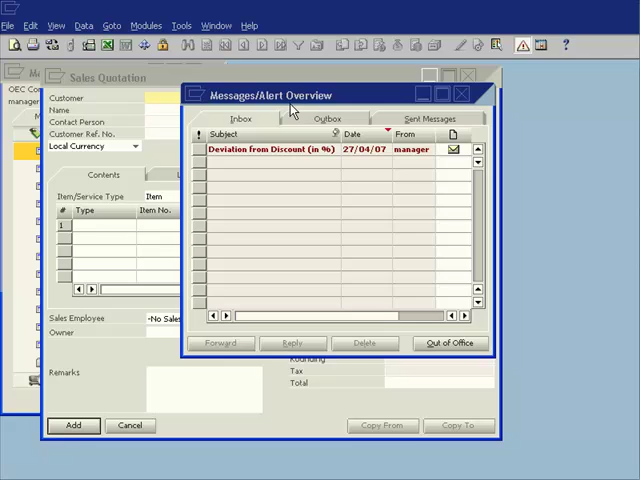 File Edit View Data Goto Modules Tools Window Help
Sales Quotation
OEC Com
manager
Customer
Name
Contact Person
Customer Ref. No.
Local Currency
Contents
Item/Service Type Item
# Type Item No.
1
Sales Employee -No Sales
Owner
Remarks
Rounding
Tax
Total
Add Cancel Copy From Copy To
Messages/Alert Overview
Inbox Outbox Sent Messages
! Subject Date From
Deviation from Discount (in %) 27/04/07 manager
Forward Reply Delete Out of Office